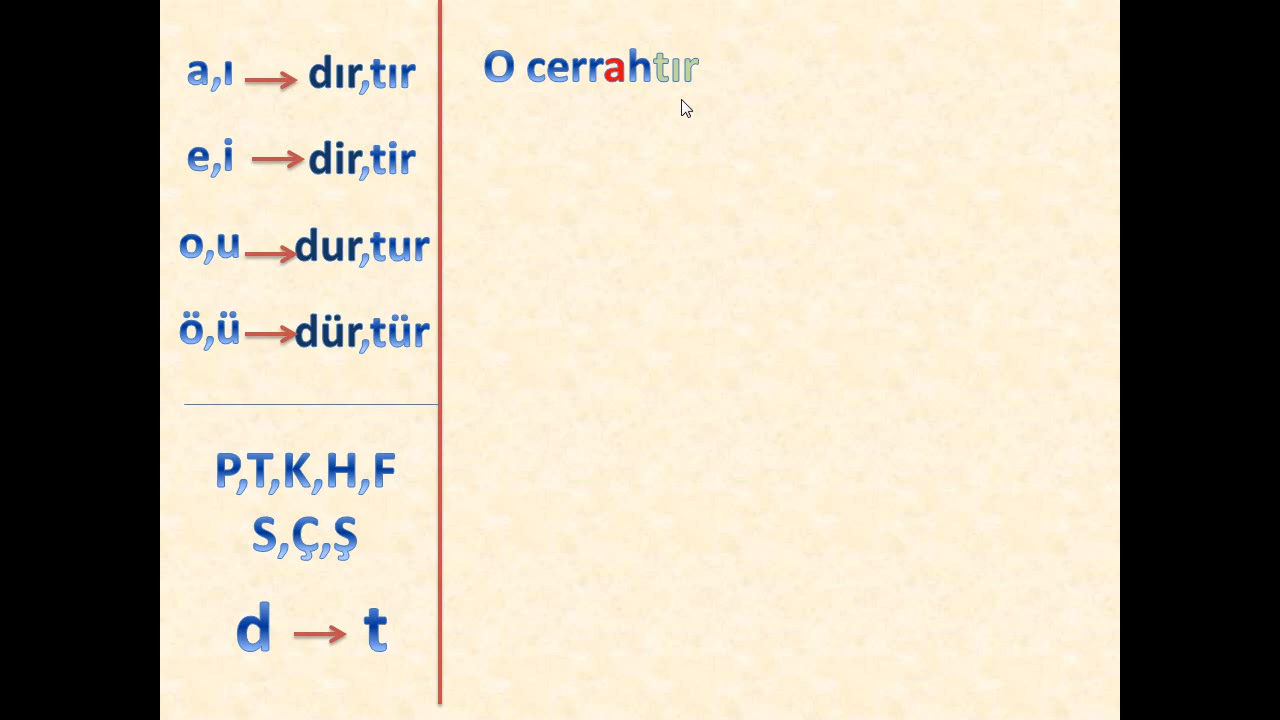 a,ı → dır,tır
e,i → dir,tir
o,u → dur,tur
ö,ü → dür,tür
P,T,K,H,F
S,Ç,Ş
d → t
O cerrahtır